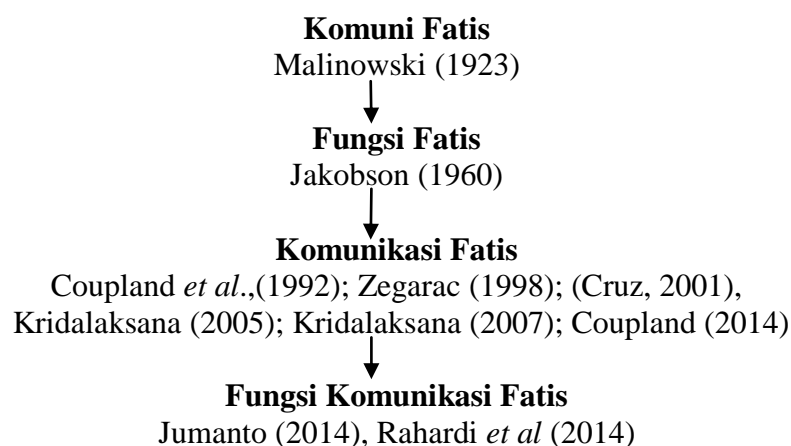 Komuni Fatis
Malinowski (1923)
Fungsi Fatis
Jakobson (1960)
Komunikasi Fatis
Coupland et al.,(1992); Zegarac (1998); (Cruz, 2001),
Kridalaksana (2005); Kridalaksana (2007); Coupland (2014)
Fungsi Komunikasi Fatis
Jumanto (2014), Rahardi et al (2014)